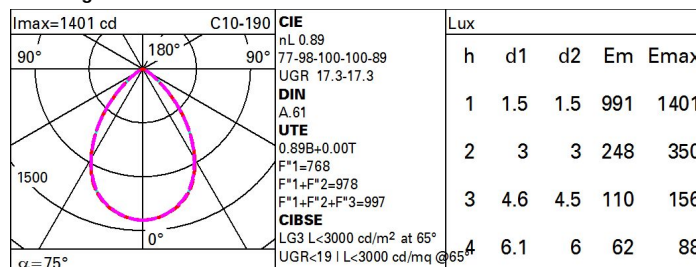 Imax=1401 cd C10-190
90° 180° 90°
1500
0°
α=75°
CIE
nL 0.89
77-98-100-100-89
UGR 17.3-17.3
DIN
A.61
UTE
0.89B+0.00T
F"1=768
F"1+F"2=978
F"1+F"2+F"3=997
CIBSE
LG3 L<3000 cd/m² at 65°
UGR<19 | L<3000 cd/mq @65°
Lux
h d1 d2 Em Emax
1 1.5 1.5 991 1401
2 3 3 248 350
3 4.6 4.5 110 156
4 6.1 6 62 88